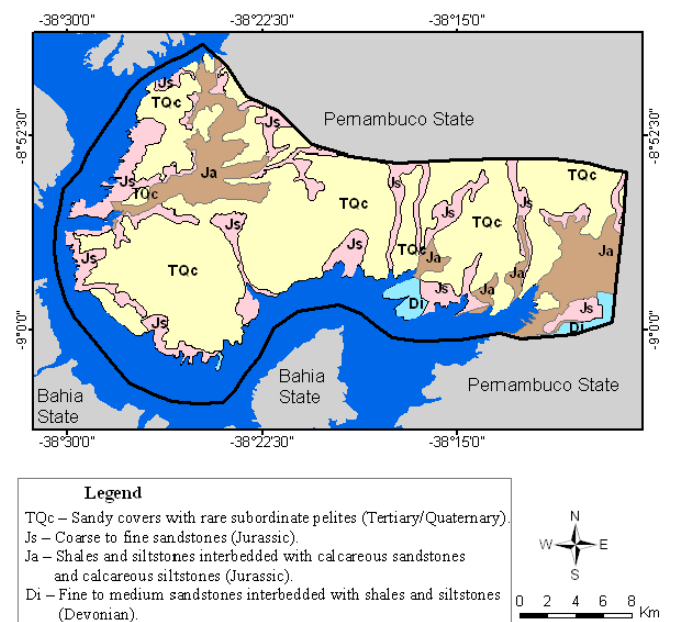 -38°30'0" -38°22'30" -38°15'0"
Js
TQc
Js
Pernambuco State
-8°52'30" -8°52'30"
Ja
Js TQc Js TQc
TQc Js
TQc Js TQc Js
Js
Js TQc Ja Ja
TQc Ja
Js
Di Ja Js
Js Di
-9°0'0" -9°0'0"
Bahia
State
Bahia
State
Pernambuco State
-38°30'0" -38°22'30" -38°15'0"
Legend
TQc – Sandy covers with rare subordinate pelites (Tertiary/Quaternary).
Js – Coarse to fine sandstones (Jurassic).
Ja – Shales and siltstones interbedded with calcareous sandstones
and calcareous siltstones (Jurassic).
Di – Fine to medium sandstones interbedded with shales and siltstones
(Devonian).
N
W E
S
0 2 4 6 8
Km